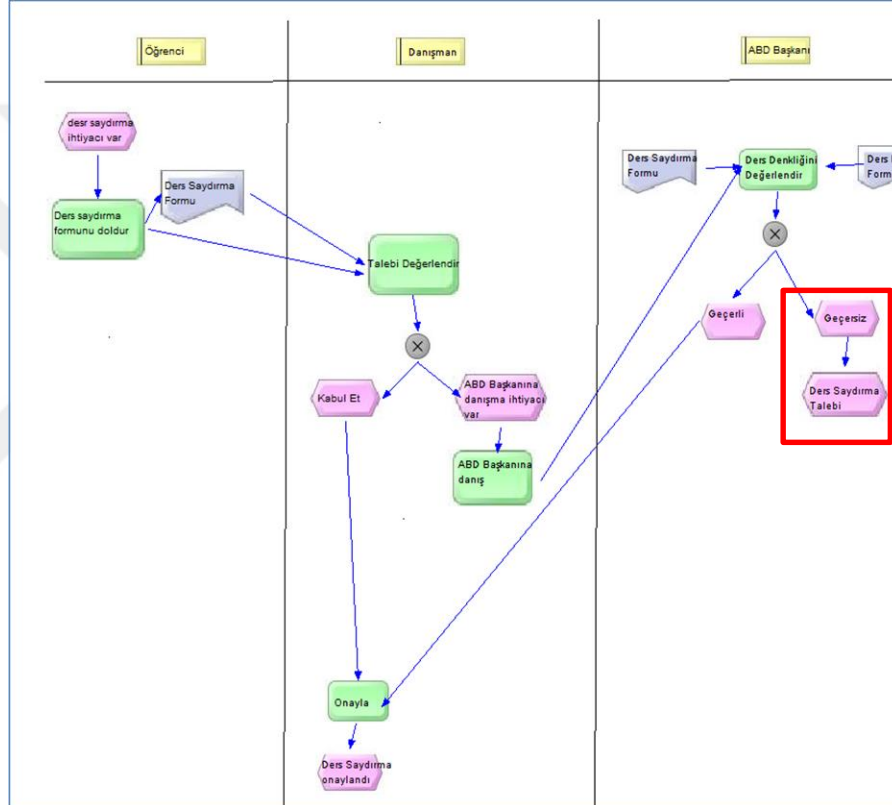 Öğrenci
Danışman
ABD Başkanı
desr saydırma
ihtiyacı var
Ders Saydırma
Formu
Ders saydırma
formunu doldur
Talebi Değerlendir
Kabul Et
ABD Başkanına
danışma ihtiyacı
var
ABD Başkanına
danış
Onayla
Ders Saydırma
onaylandı
Ders Saydırma
Formu
Ders Denkliğini
Değerlendir
Ders
Form
Geçerli
Geçersiz
Ders Saydırma
Talebi